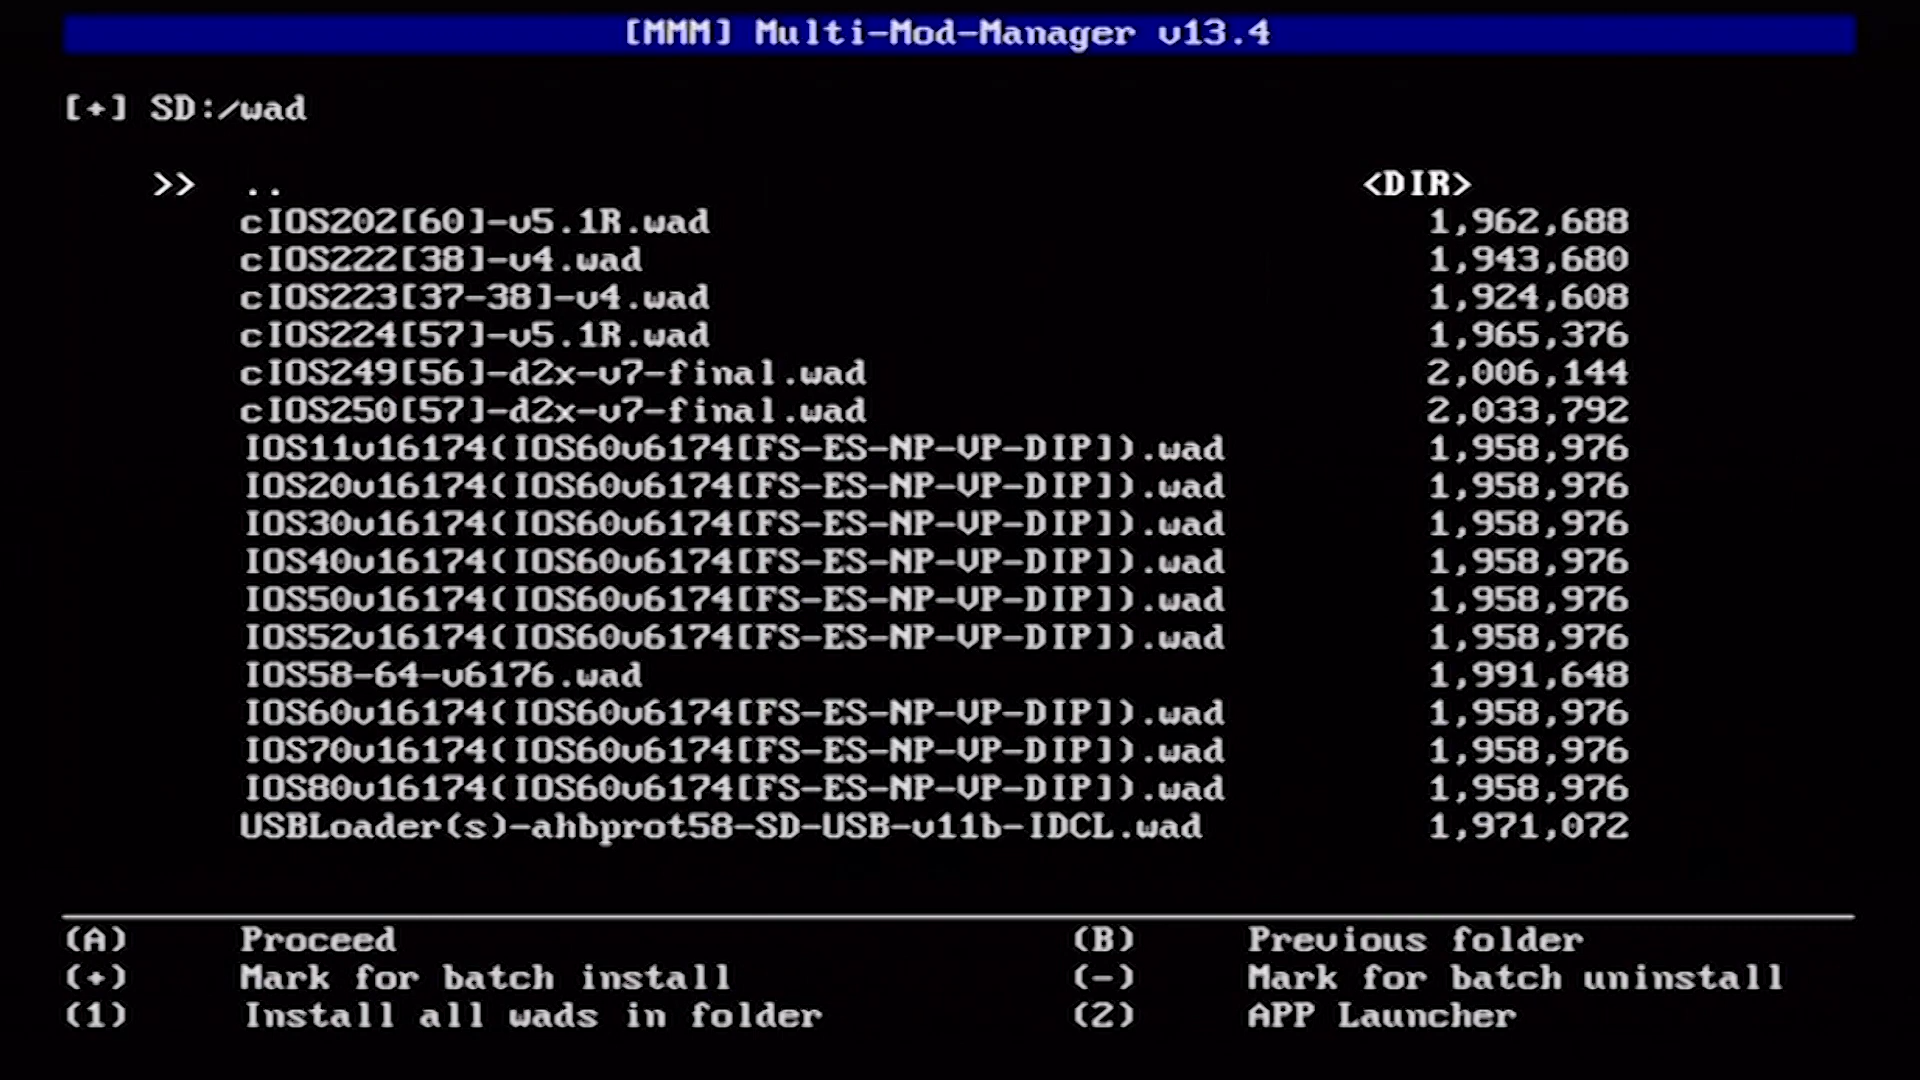 [MMM] Multi-Mod-Manager v13.4
[+] SD:/wad
>> .. <DIR>
cIOS202[60]-v5.1R.wad 1,962,688
cIOS222[38]-v4.wad 1,943,680
cIOS223[37-38]-v4.wad 1,924,608
cIOS224[57]-v5.1R.wad 1,965,376
cIOS249[56]-d2x-v7-final.wad 2,006,144
cIOS250[57]-d2x-v7-final.wad 2,033,792
IOS11v16174(IOS60v6174[FS-ES-NP-VP-DIP]).wad 1,958,976
IOS20v16174(IOS60v6174[FS-ES-NP-VP-DIP]).wad 1,958,976
IOS30v16174(IOS60v6174[FS-ES-NP-VP-DIP]).wad 1,958,976
IOS40v16174(IOS60v6174[FS-ES-NP-VP-DIP]).wad 1,958,976
IOS50v16174(IOS60v6174[FS-ES-NP-VP-DIP]).wad 1,958,976
IOS52v16174(IOS60v6174[FS-ES-NP-VP-DIP]).wad 1,958,976
IOS58-64-v6176.wad 1,991,648
IOS60v16174(IOS60v6174[FS-ES-NP-VP-DIP]).wad 1,958,976
IOS70v16174(IOS60v6174[FS-ES-NP-VP-DIP]).wad 1,958,976
IOS80v16174(IOS60v6174[FS-ES-NP-VP-DIP]).wad 1,958,976
USBLoader(s)-ahbprot58-SD-USB-v11b-IDCL.wad 1,971,072
(A) Proceed (B) Previous folder
(+) Mark for batch install (-) Mark for batch uninstall
(1) Install all wads in folder (2) APP Launcher